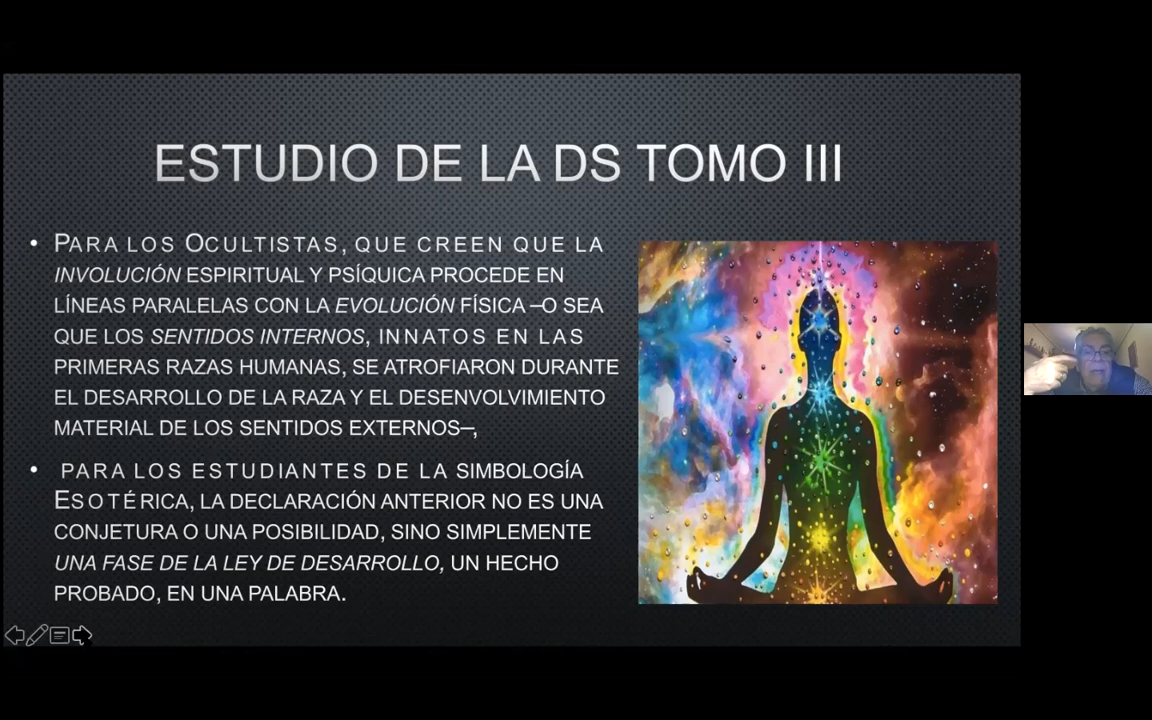 ESTUDIO DE LA DS TOMO III
• PARA LOS OCULTISTAS, QUE CREEN QUE LA
INVOLUCIÓN ESPIRITUAL Y PSÍQUICA PROCEDE EN
LÍNEAS PARALELAS CON LA EVOLUCIÓN FÍSICA –O SEA
QUE LOS SENTIDOS INTERNOS, INNATOS EN LAS
PRIMERAS RAZAS HUMANAS, SE ATROFIARON DURANTE
EL DESARROLLO DE LA RAZA Y EL DESENVOLVIMIENTO
MATERIAL DE LOS SENTIDOS EXTERNOS–,
• PARA LOS ESTUDIANTES DE LA SIMBOLOGÍA
ESOTÉRICA, LA DECLARACIÓN ANTERIOR NO ES UNA
CONJETURA O UNA POSIBILIDAD, SINO SIMPLEMENTE
UNA FASE DE LA LEY DE DESARROLLO, UN HECHO
PROBADO, EN UNA PALABRA.